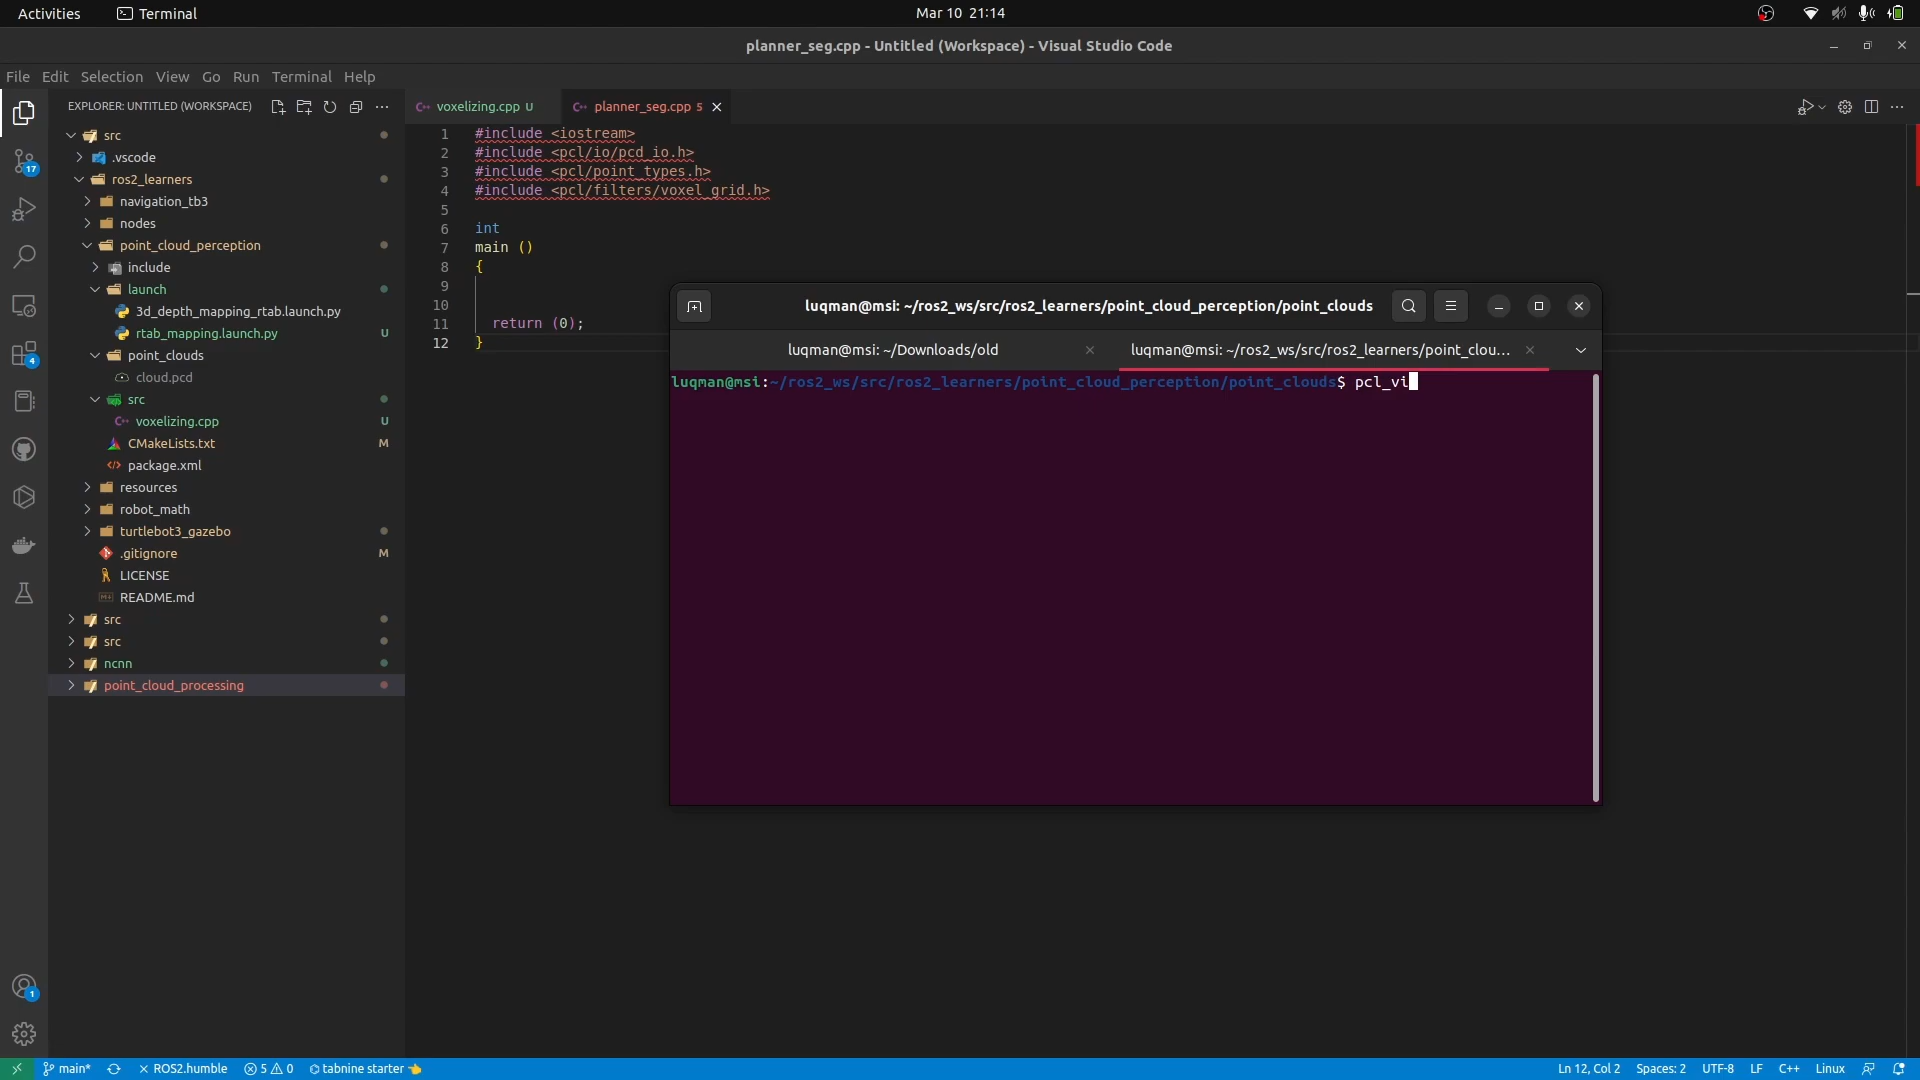 Activities
Terminal
Mar 10 21:14
planner_seg.cpp - Untitled (Workspace) - Visual Studio Code
File Edit Selection View Go Run Terminal Help
EXPLORER: UNTITLED (WORKSPACE)
src
.vscode
ros2_learners
navigation_tb3
nodes
point_cloud_perception
include
launch
3d_depth_mapping_rtab.launch.py
rtab_mapping.launch.py U
point_clouds
cloud.pcd
src
voxelizing.cpp U
CMakeLists.txt M
package.xml
resources
robot_math
turtlebot3_gazebo
.gitignore M
LICENSE
README.md
src
src
ncnn
point_cloud_processing
17
4
1
voxelizing.cpp U
planner_seg.cpp 5
1 #include <iostream>
2 #include <pcl/io/pcd_io.h>
3 #include <pcl/point_types.h>
4 #include <pcl/filters/voxel_grid.h>
5
6 int
7 main ()
8 {
9
10
11 return (0);
12 }
luqman@msi: ~/ros2_ws/src/ros2_learners/point_cloud_perception/point_clouds
luqman@msi: ~/Downloads/old
luqman@msi: ~/ros2_ws/src/ros2_learners/point_clou...
luqman@msi:~/ros2_ws/src/ros2_learners/point_cloud_perception/point_clouds$ pcl_vi
main*
ROS2.humble
5 0
tabnine starter
Ln 12, Col 2
Spaces: 2
UTF-8
LF
C++
Linux